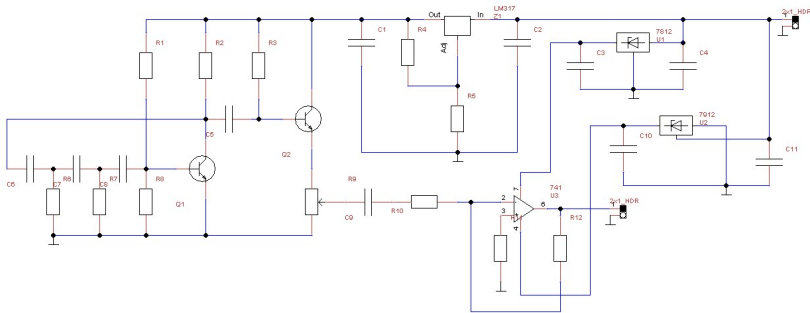 2x1_HDR
1
Out
In
LM317
Z1
Adj
R1
R2
R3
C1
R4
C2
R5
7812
U1
C3
C4
7912
U2
C10
C11
C5
Q2
C6
C7
R6
C8
R7
R8
Q1
R9
C9
R10
7
741
U3
2
3
6
4
R12
1
2x1_HDR